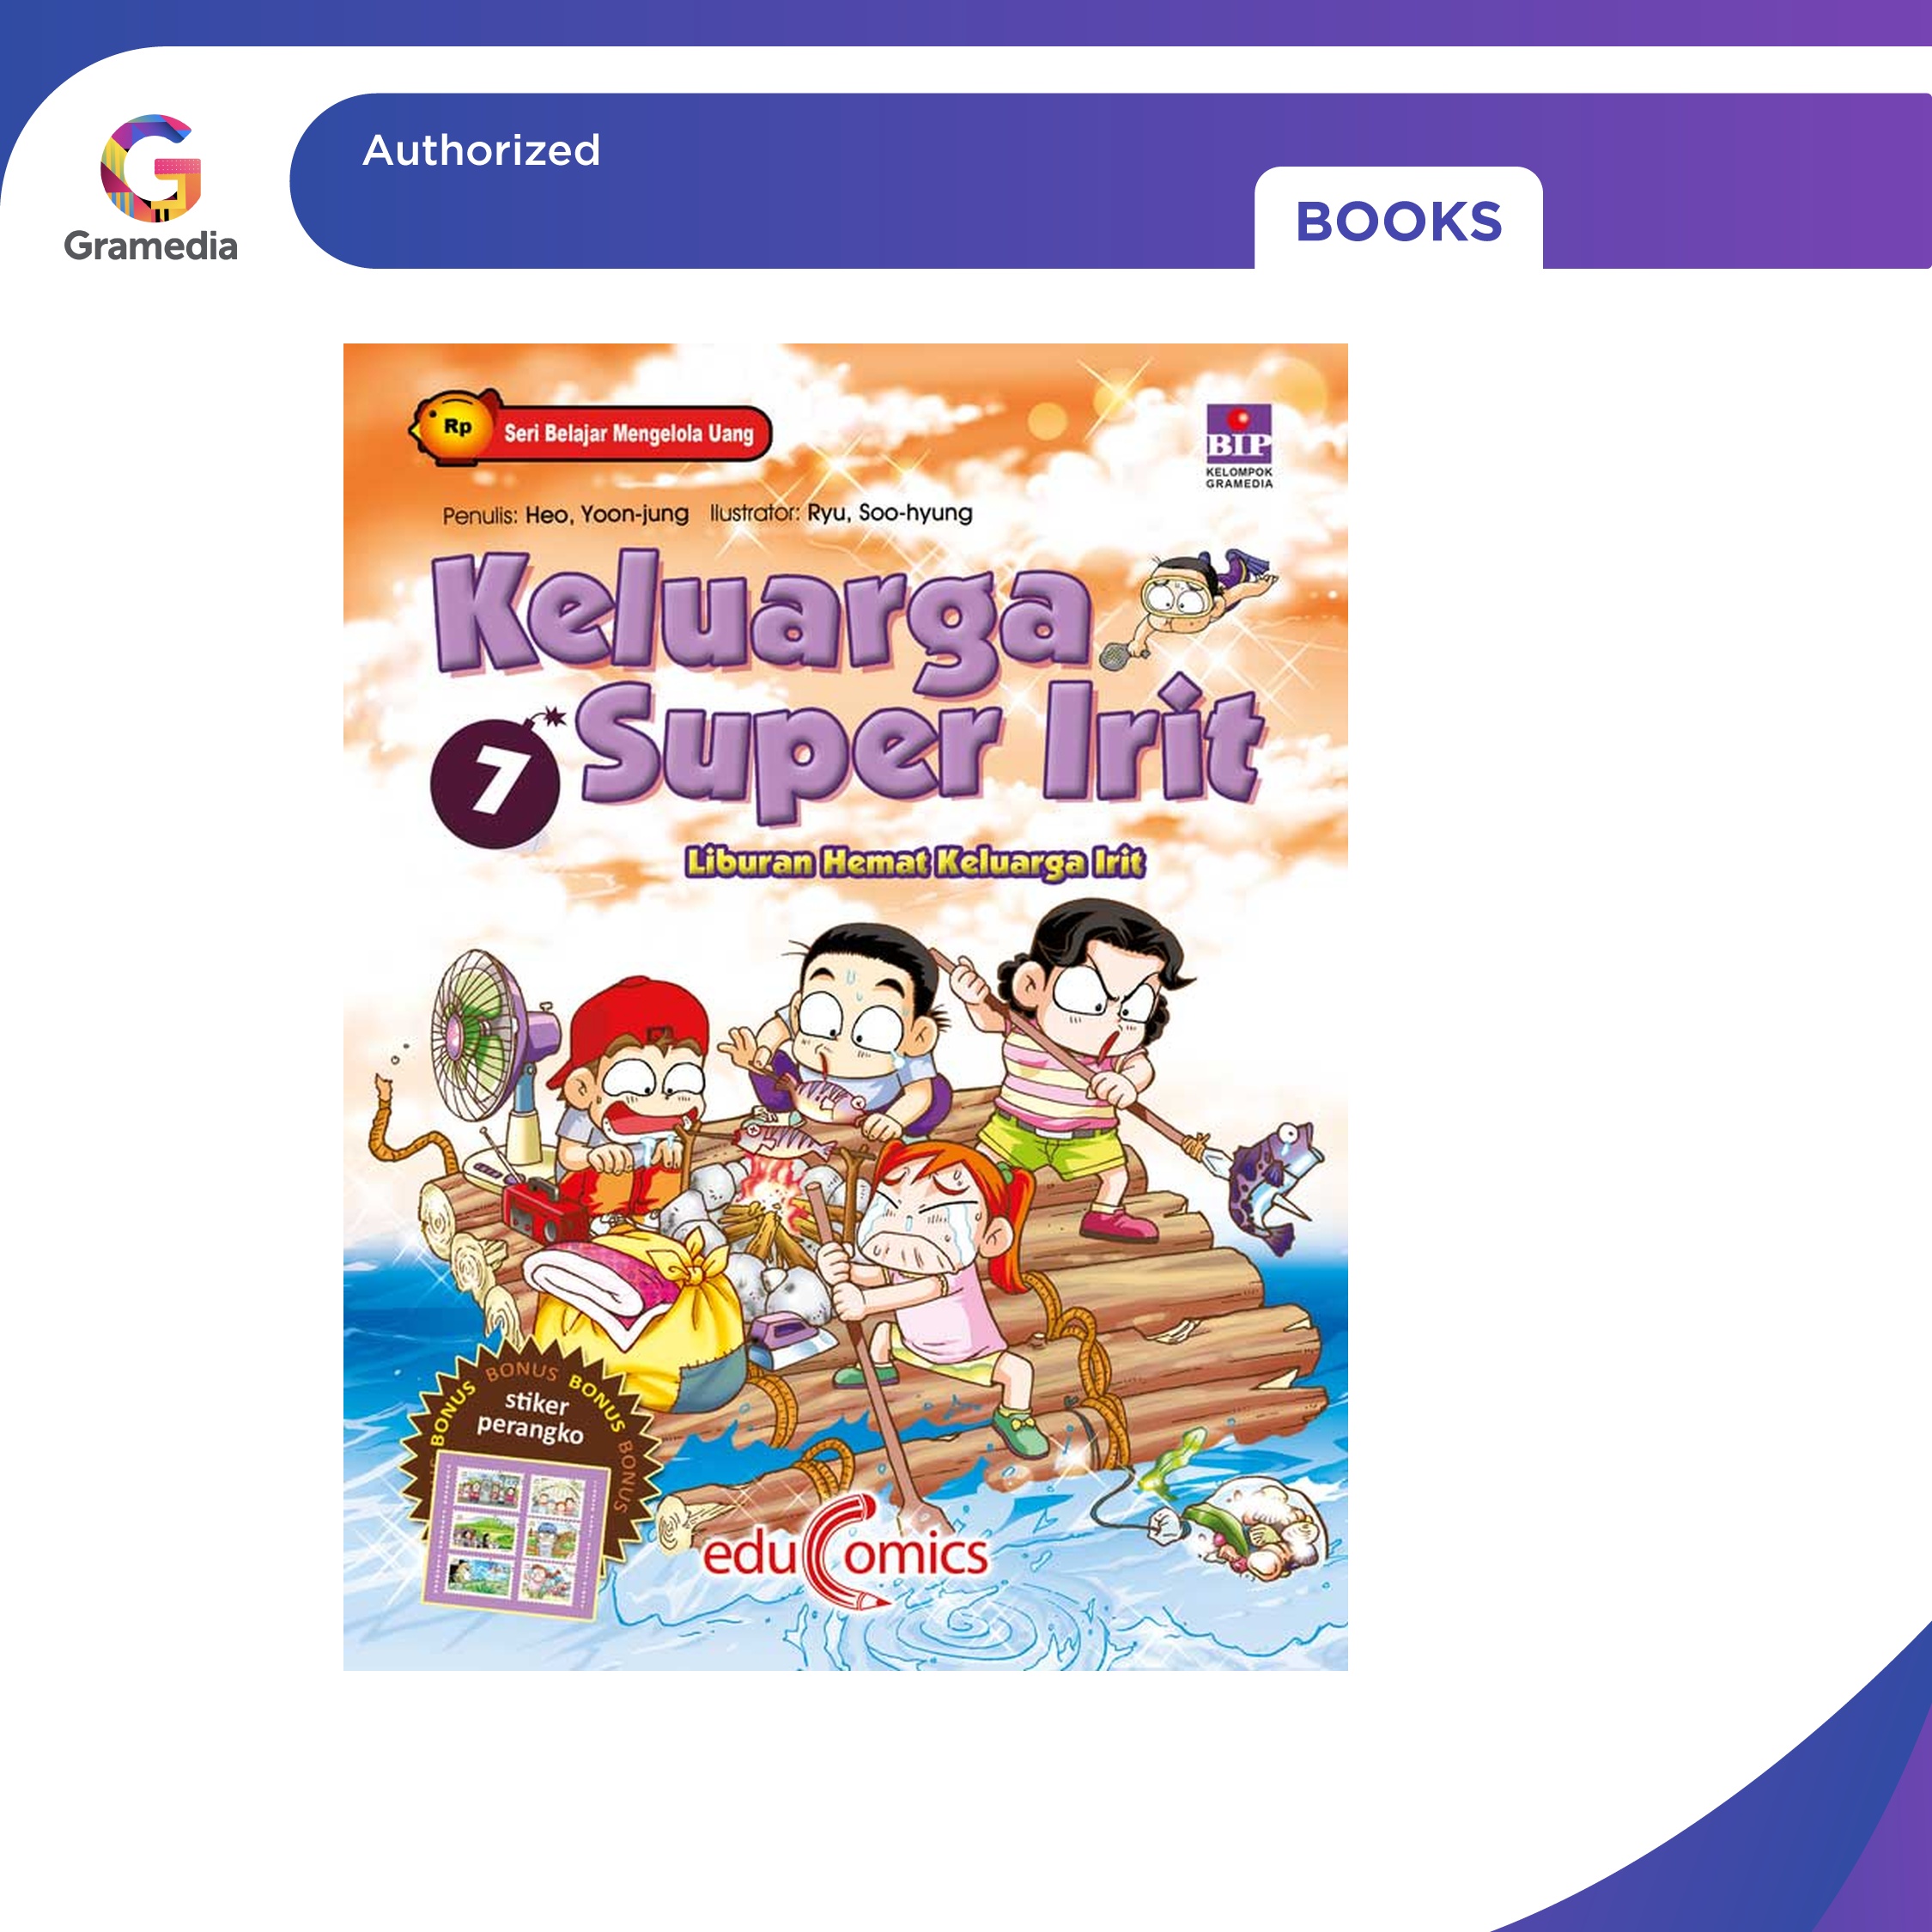 Authorized
BOOKS
Gramedia
Rp
Seri Belajar Mengelola Uang
BIP
KELOMPOK
GRAMEDIA
Penulis: Heo, Yoon-jung Ilustrator: Ryu, Soo-hyung
Keluarga
7 Super Irit
Liburan Hemat Keluarga Irit
BONUS BONUS BONUS BONUS
stiker
perangko
eduComics